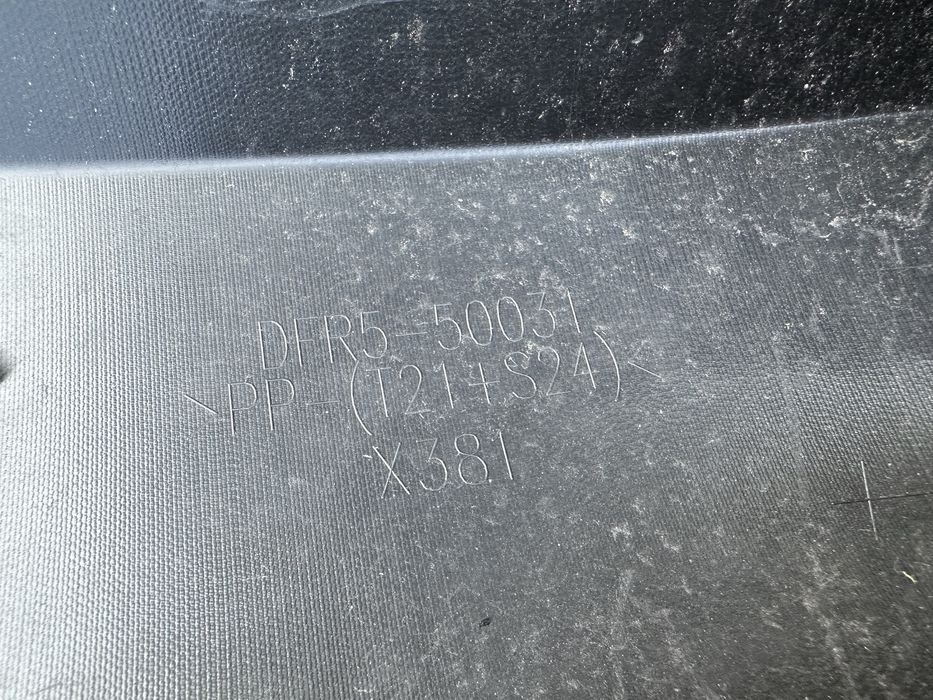 DFR5-50031
>PP-(T21+S24)<
X381